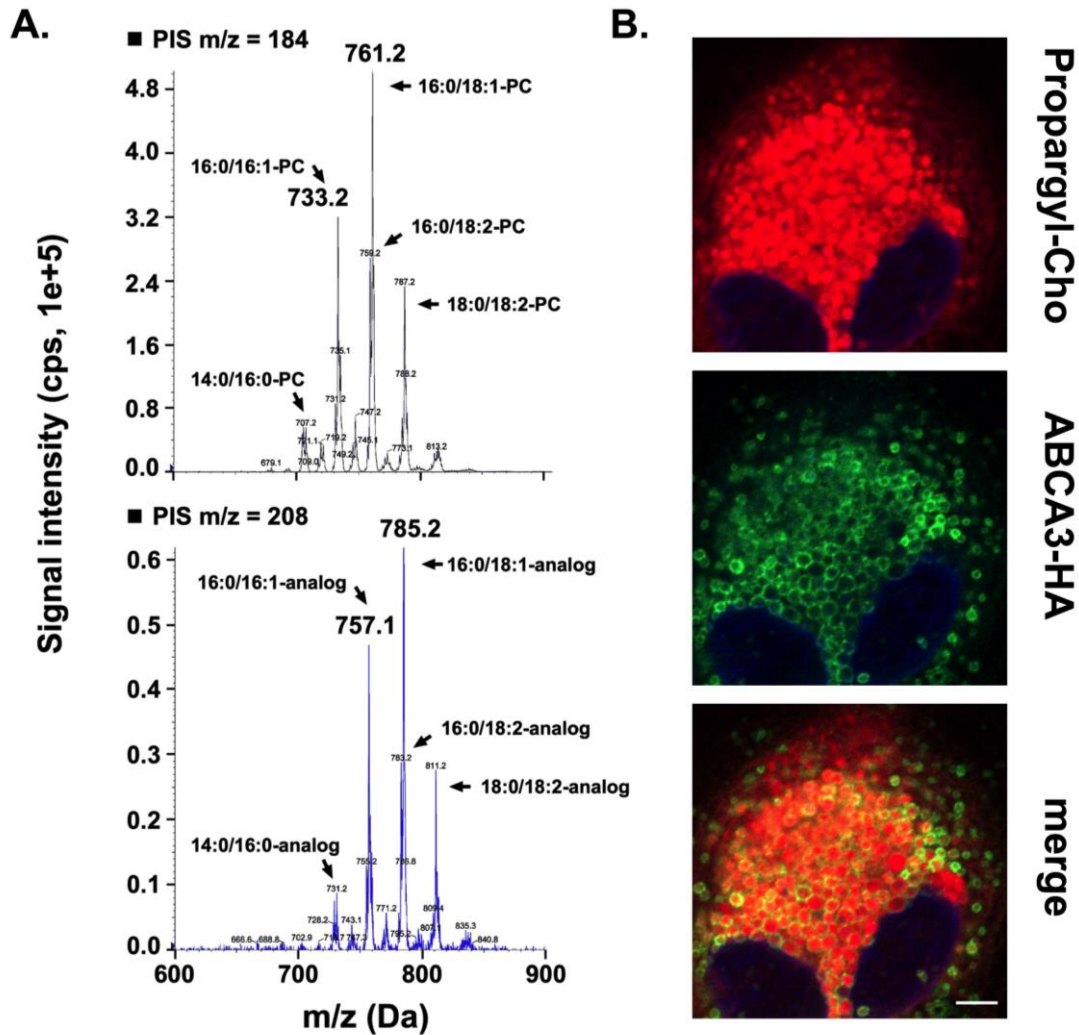 A.
■ PIS m/z = 184
761.2
4.8
16:0/18:1-PC
4.0
16:0/16:1-PC
733.2
3.2
16:0/18:2-PC
759.2
2.4
787.2
18:0/18:2-PC
1.6
735.1
788.2
14:0/16:0-PC
731.2
0.8
707.2
747.2
721.1
719.2
745.1
709.0
749.2
773.1
813.2
679.1
0.0
600
700
800
900
■ PIS m/z = 208
785.2
0.6
16:0/18:1-analog
16:0/16:1-analog
757.1
0.5
0.4
16:0/18:2-analog
0.3
783.2
811.2
18:0/18:2-analog
0.2
14:0/16:0-analog
755.2
0.1
731.2
728.2
743.1
771.2
809.4
807.1
835.3
795.2
666.6
688.8
702.9
840.8
0.0
600
700
800
900
m/z (Da)
Signal intensity (cps, 1e+5)
B.
Propargyl-Cho
ABCA3-HA
merge